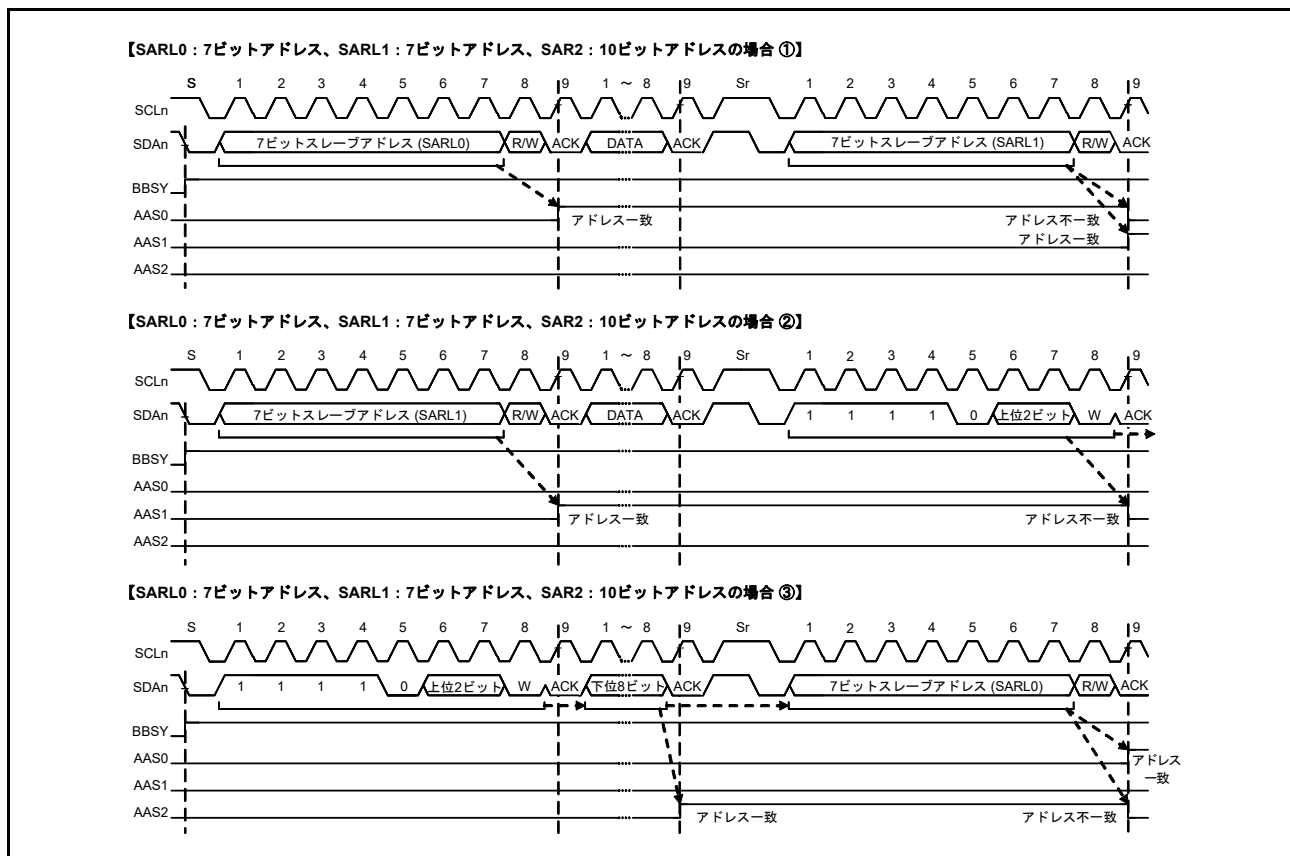 【SARL0：7ビットアドレス、SARL1：7ビットアドレス、SAR2：10ビットアドレスの場合 ①】
S 1 2 3 4 5 6 7 8 9 1 ～ 8 9 Sr 1 2 3 4 5 6 7 8 9
SCLn
SDAn 7ビットスレーブアドレス (SARL0) R/W ACK DATA ACK 7ビットスレーブアドレス (SARL1) R/W ACK
BBSY
AAS0 アドレス一致 アドレス不一致
AAS1 アドレス一致
AAS2
【SARL0：7ビットアドレス、SARL1：7ビットアドレス、SAR2：10ビットアドレスの場合 ②】
S 1 2 3 4 5 6 7 8 9 1 ～ 8 9 Sr 1 2 3 4 5 6 7 8 9
SCLn
SDAn 7ビットスレーブアドレス (SARL1) R/W ACK DATA ACK 1 1 1 1 0 上位2ビット W ACK
BBSY
AAS0
AAS1 アドレス一致 アドレス不一致
AAS2
【SARL0：7ビットアドレス、SARL1：7ビットアドレス、SAR2：10ビットアドレスの場合 ③】
S 1 2 3 4 5 6 7 8 9 1 ～ 8 9 Sr 1 2 3 4 5 6 7 8 9
SCLn
SDAn 1 1 1 1 0 上位2ビット W ACK 下位8ビット ACK 7ビットスレーブアドレス (SARL0) R/W ACK
BBSY
AAS0 アドレス
一致
AAS1
AAS2 アドレス一致 アドレス不一致